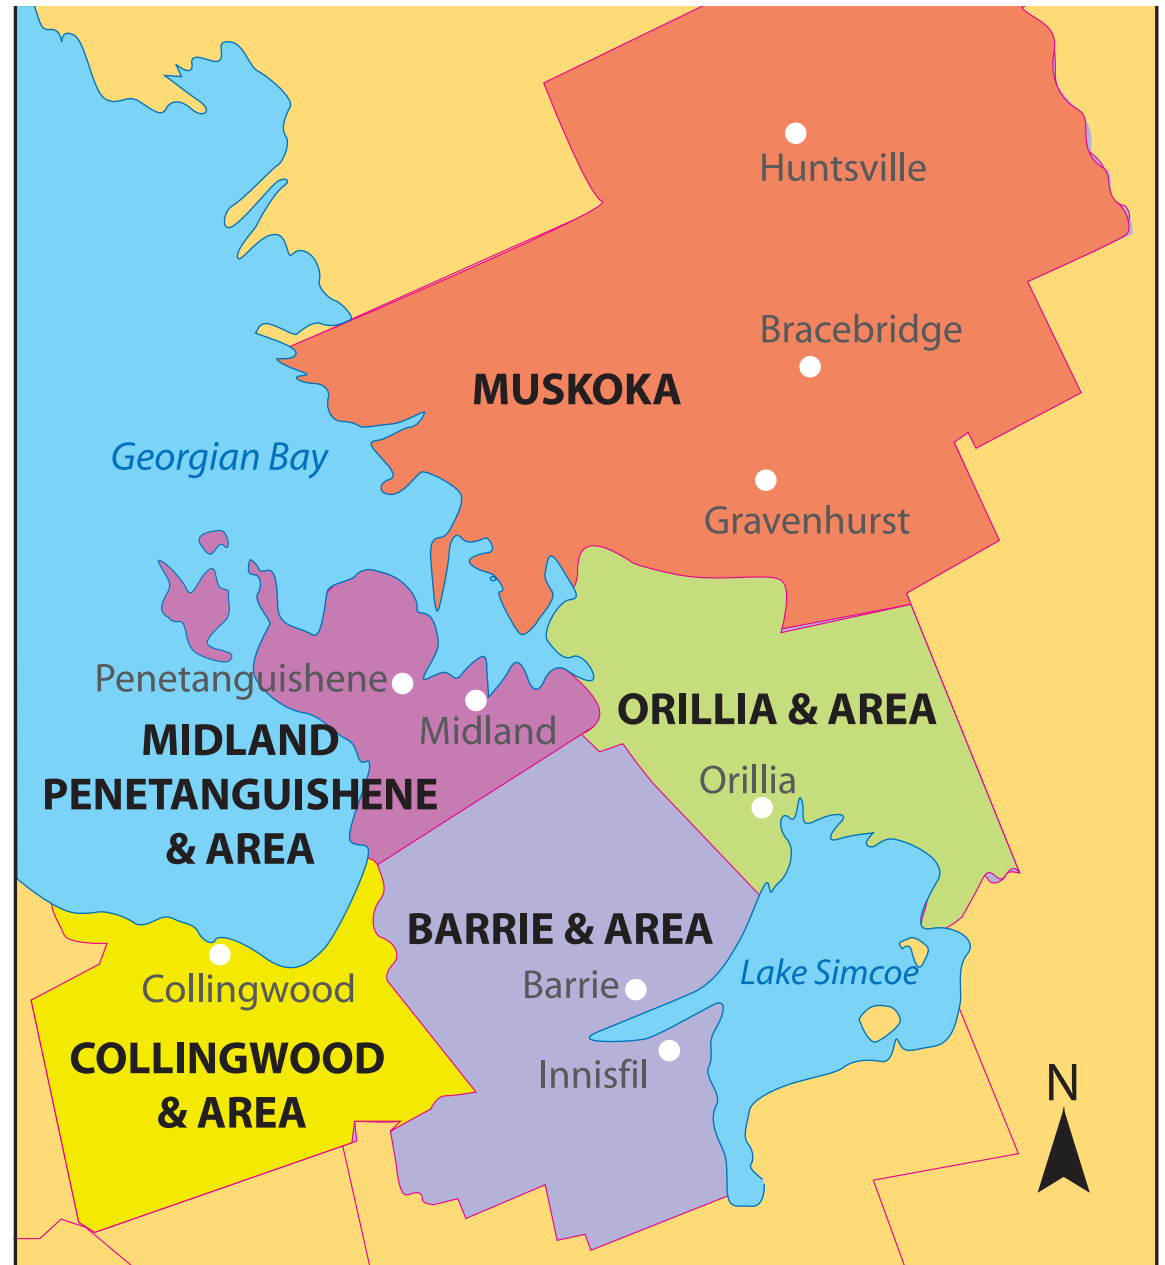 Huntsville
Bracebridge
MUSKOKA
Georgian Bay
Gravenhurst
Penetanguishene
Midland
ORILLIA & AREA
MIDLAND
PENETANGUISHENE
& AREA
Orillia
BARRIE & AREA
Lake Simcoe
Barrie
Collingwood
COLLINGWOOD
& AREA
Innisfil
N